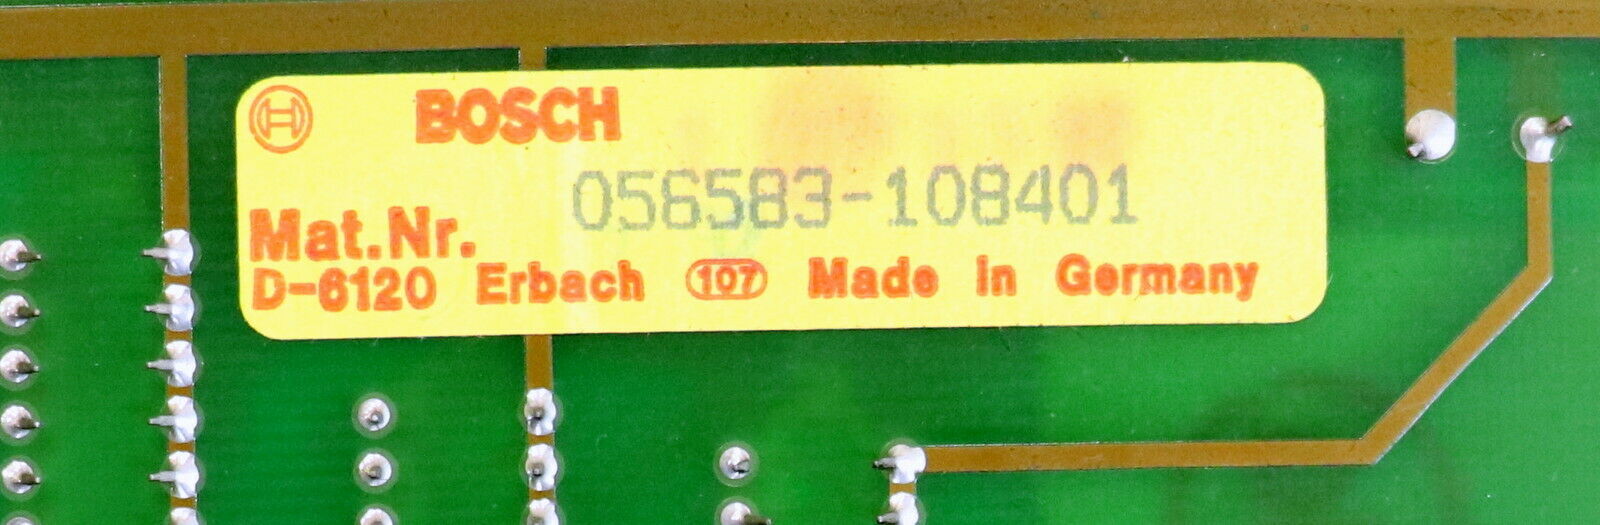 BOSCH
056583-108401
Mat.Nr.
D-6120 Erbach 107 Made in Germany